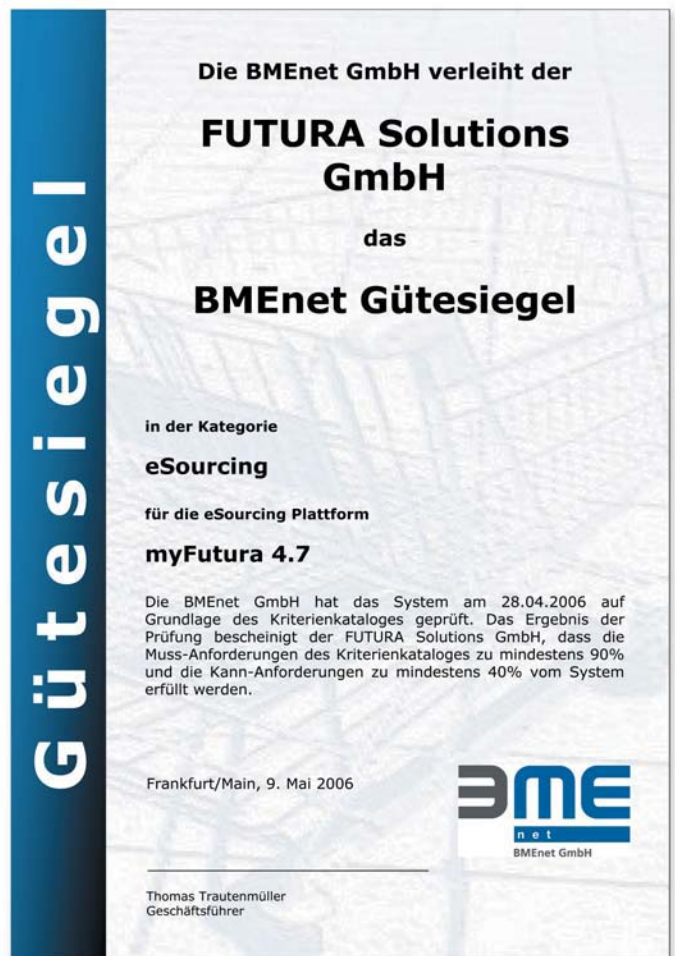 Gütesiegel
Die BMEnet GmbH verleiht der
FUTURA Solutions
GmbH
das
BMEnet Gütesiegel
in der Kategorie
eSourcing
für die eSourcing Plattform
myFutura 4.7
Die BMEnet GmbH hat das System am 28.04.2006 auf
Grundlage des Kriterienkataloges geprüft. Das Ergebnis der
Prüfung bescheinigt der FUTURA Solutions GmbH, dass die
Muss-Anforderungen des Kriterienkataloges zu mindestens 90%
und die Kann-Anforderungen zu mindestens 40% vom System
erfüllt werden.
Frankfurt/Main, 9. Mai 2006
BME
net
BMEnet GmbH
Thomas Trautenmüller
Geschäftsführer